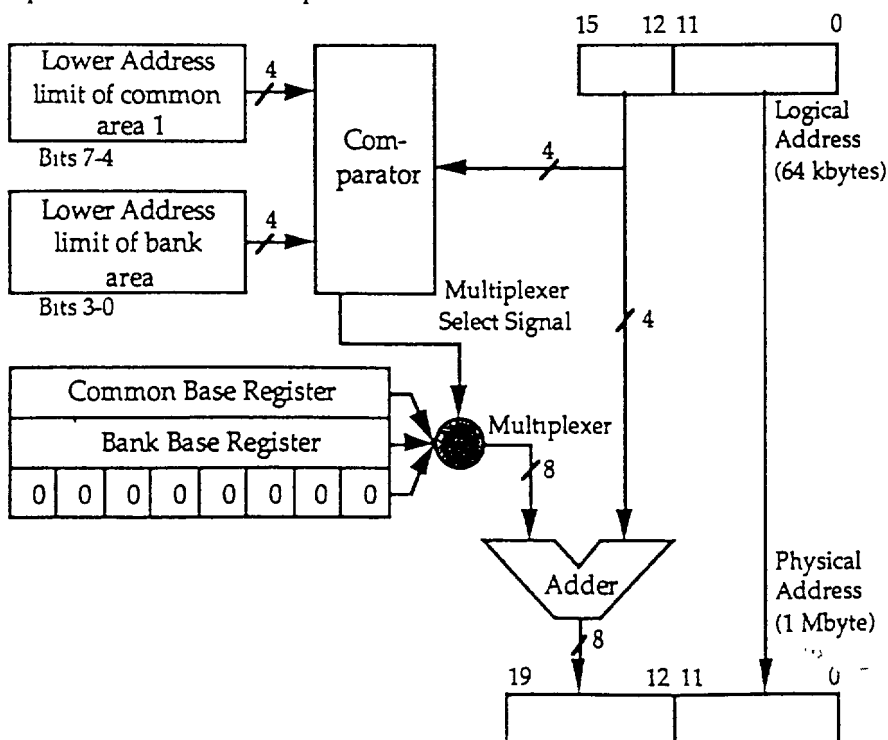 15 12 11 0
Lower Address
limit of common
area 1
Bits 7-4
4
Com-
parator
4
Logical
Address
(64 kbytes)
Lower Address
limit of bank
area
Bits 3-0
4
Multiplexer
Select Signal
4
Common Base Register
Bank Base Register
0 0 0 0 0 0 0 0
Multiplexer
8
Adder
8
Physical
Address
(1 Mbyte)
19 12 11 0